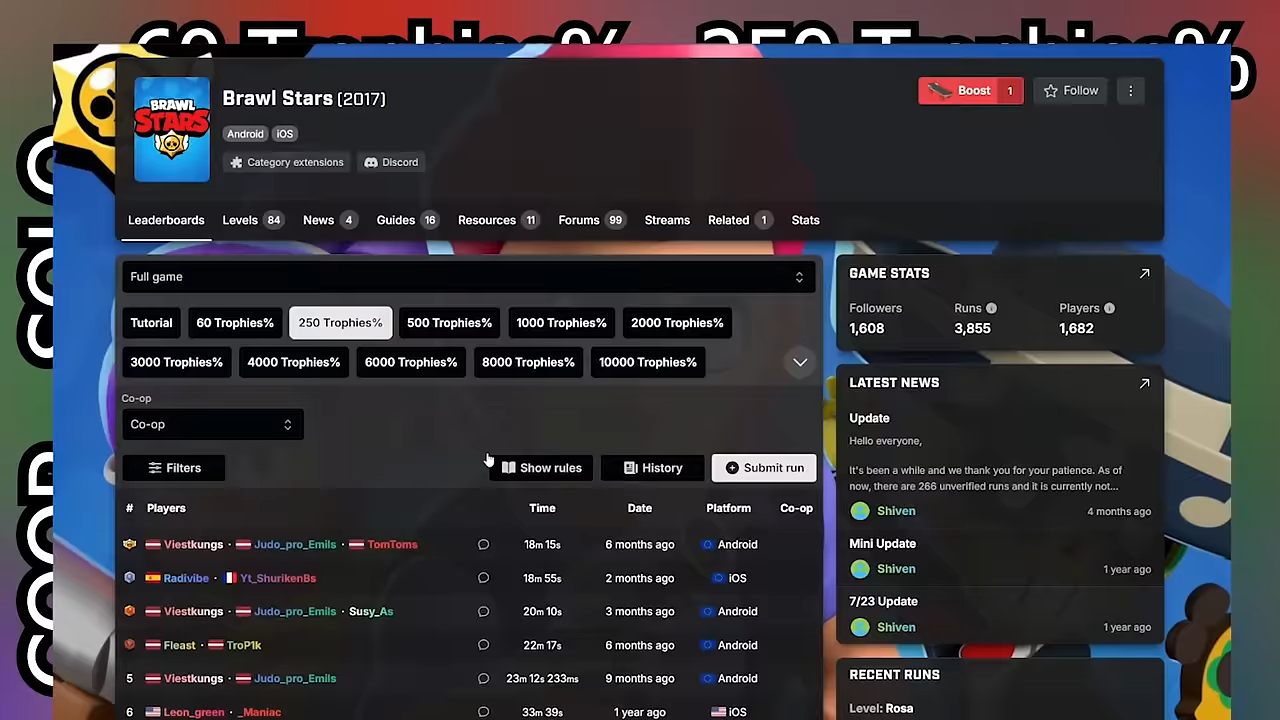 60 Trophies% 250 Trophies%
SOLO
COOP
BRAWL
STARS
Brawl Stars (2017)
Boost 1
Follow
Android iOS
Category extensions
Discord
Leaderboards
Levels 84
News 4
Guides 16
Resources 11
Forums 99
Streams
Related 1
Stats
Full game
Tutorial
60 Trophies%
250 Trophies%
500 Trophies%
1000 Trophies%
2000 Trophies%
3000 Trophies%
4000 Trophies%
6000 Trophies%
8000 Trophies%
10000 Trophies%
Co-op
Co-op
Filters
Show rules
History
Submit run
# Players Time Date Platform Co-op
Viestkungs · Judo_pro_Emils · TomToms 18m 15s 6 months ago Android
Radivibe · Yt_ShurikenBs 18m 55s 2 months ago iOS
Viestkungs · Judo_pro_Emils · Susy_As 20m 10s 3 months ago Android
Fleast · TroP1k 22m 17s 6 months ago Android
5 Viestkungs · Judo_pro_Emils 23m 12s 233ms 9 months ago Android
6 Leon_green · _Maniac 33m 39s 1 year ago iOS
GAME STATS
Followers Runs Players
1,608 3,855 1,682
LATEST NEWS
Update
Hello everyone,
It's been a while and we thank you for your patience. As of
now, there are 266 unverified runs and it is currently not...
Shiven 4 months ago
Mini Update
Shiven 1 year ago
7/23 Update
Shiven 1 year ago
RECENT RUNS
Level: Rosa